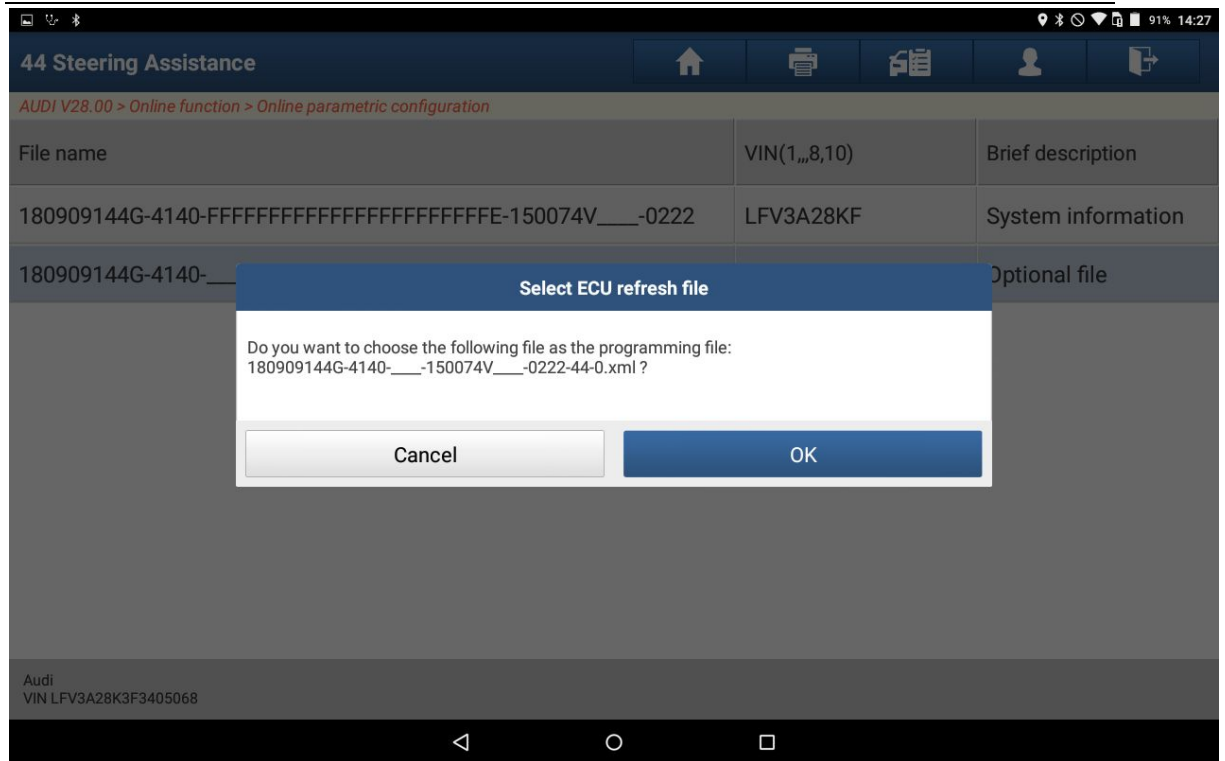 91% 14:27
44 Steering Assistance
AUDI V28.00 > Online function > Online parametric configuration
File name VIN(1,,,8,10) Brief description
180909144G-4140-FFFFFFFFFFFFFFFFFFFFFFFE-150074V____-0222 LFV3A28KF System information
180909144G-4140-___ Optional file
Select ECU refresh file
Do you want to choose the following file as the programming file:
180909144G-4140-____-150074V____-0222-44-0.xml ?
Cancel OK
Audi
VIN LFV3A28K3F3405068